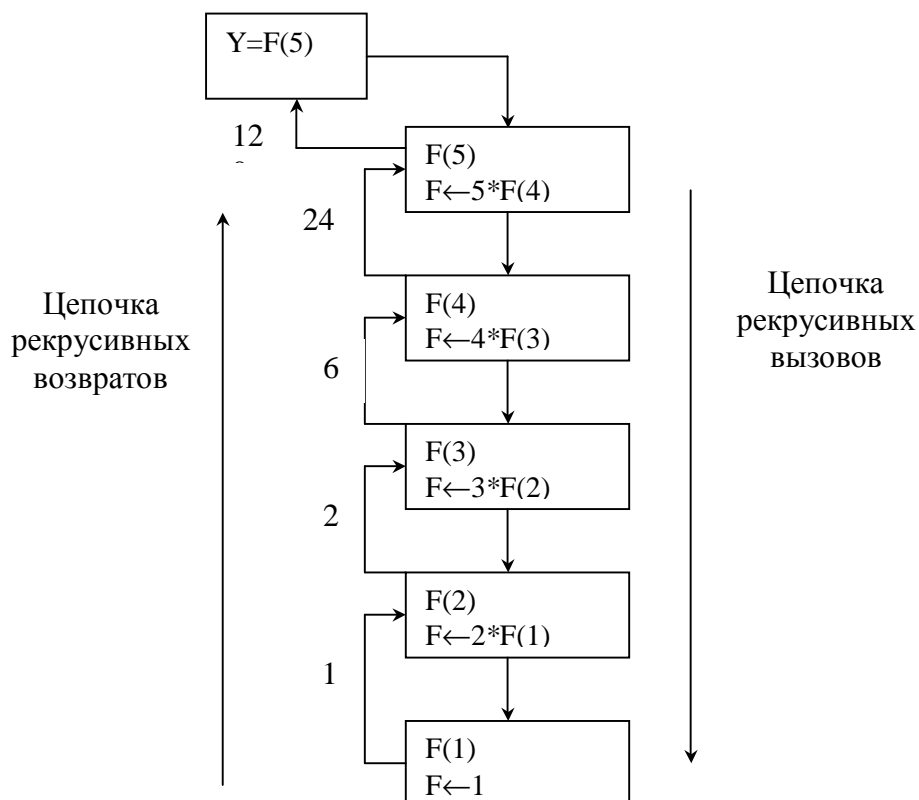 Y=F(5)
12
F(5)
F←5*F(4)
24
F(4)
F←4*F(3)
6
F(3)
F←3*F(2)
2
F(2)
F←2*F(1)
1
F(1)
F←1
Цепочка
рекрусивных
возвратов
Цепочка
рекрусивных
вызовов